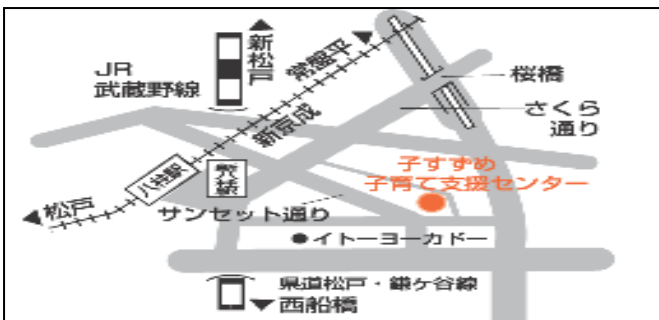 新松戸
常盤平
JR
武蔵野線
桜橋
さくら
通り
新京成
子すずめ
子育て支援センター
八柱駅
松戸
サンセット通り
●イトーヨーカドー
県道松戸・鎌ケ谷線
西船橋